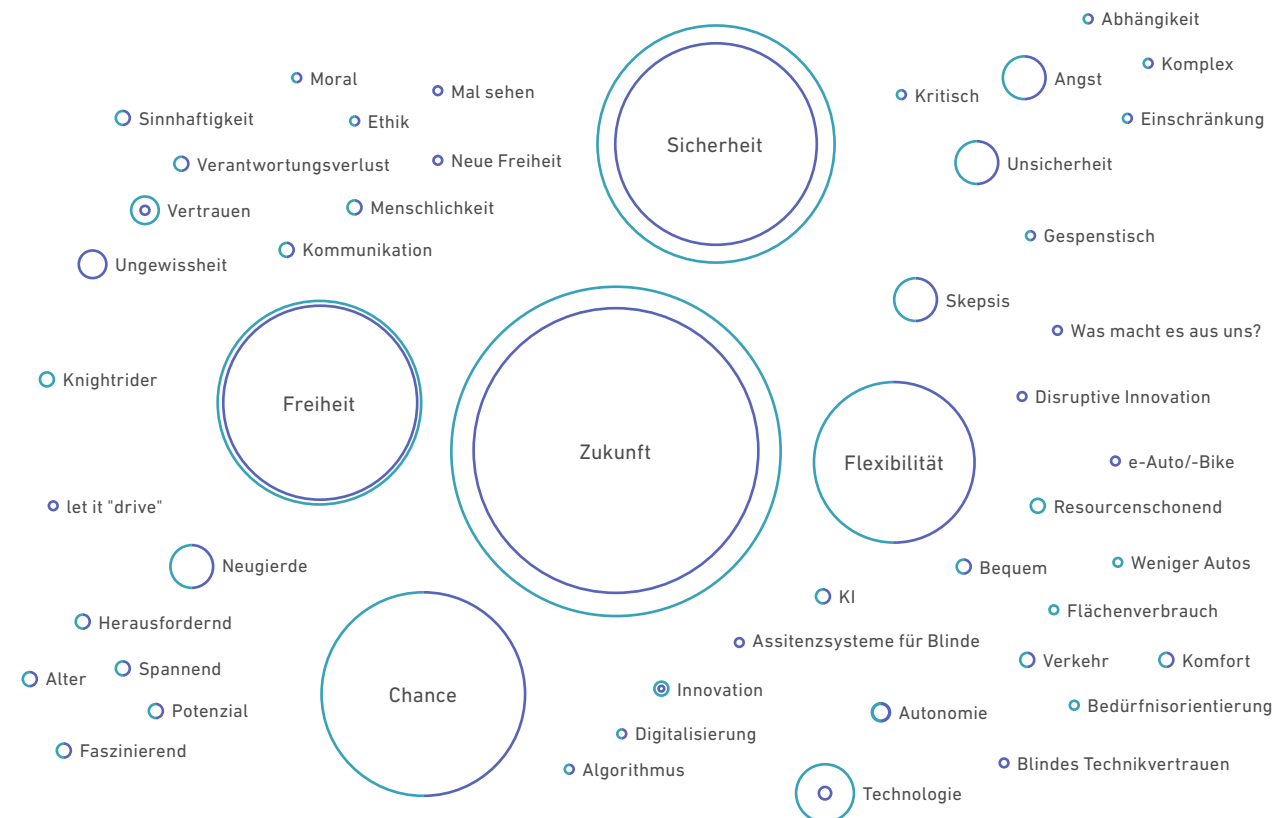 Abhängikeit
Komplex
Moral
Angst
Mal sehen
Kritisch
Sinnhaftigkeit
Ethik
Einschränkung
Sicherheit
Verantwortungsverlust
Neue Freiheit
Unsicherheit
Vertrauen
Menschlichkeit
Gespenstisch
Kommunikation
Ungewissheit
Skepsis
Was macht es aus uns?
Knightrider
Disruptive Innovation
Freiheit
Zukunft
Flexibilität
e-Auto/-Bike
let it "drive"
Resourcenschonend
Neugierde
Bequem
Weniger Autos
KI
Flächenverbrauch
Herausfordernd
Assitenzsysteme für Blinde
Spannend
Verkehr
Komfort
Alter
Chance
Innovation
Potenzial
Autonomie
Bedürfnisorientierung
Digitalisierung
Faszinierend
Algorithmus
Blindes Technikvertrauen
Technologie